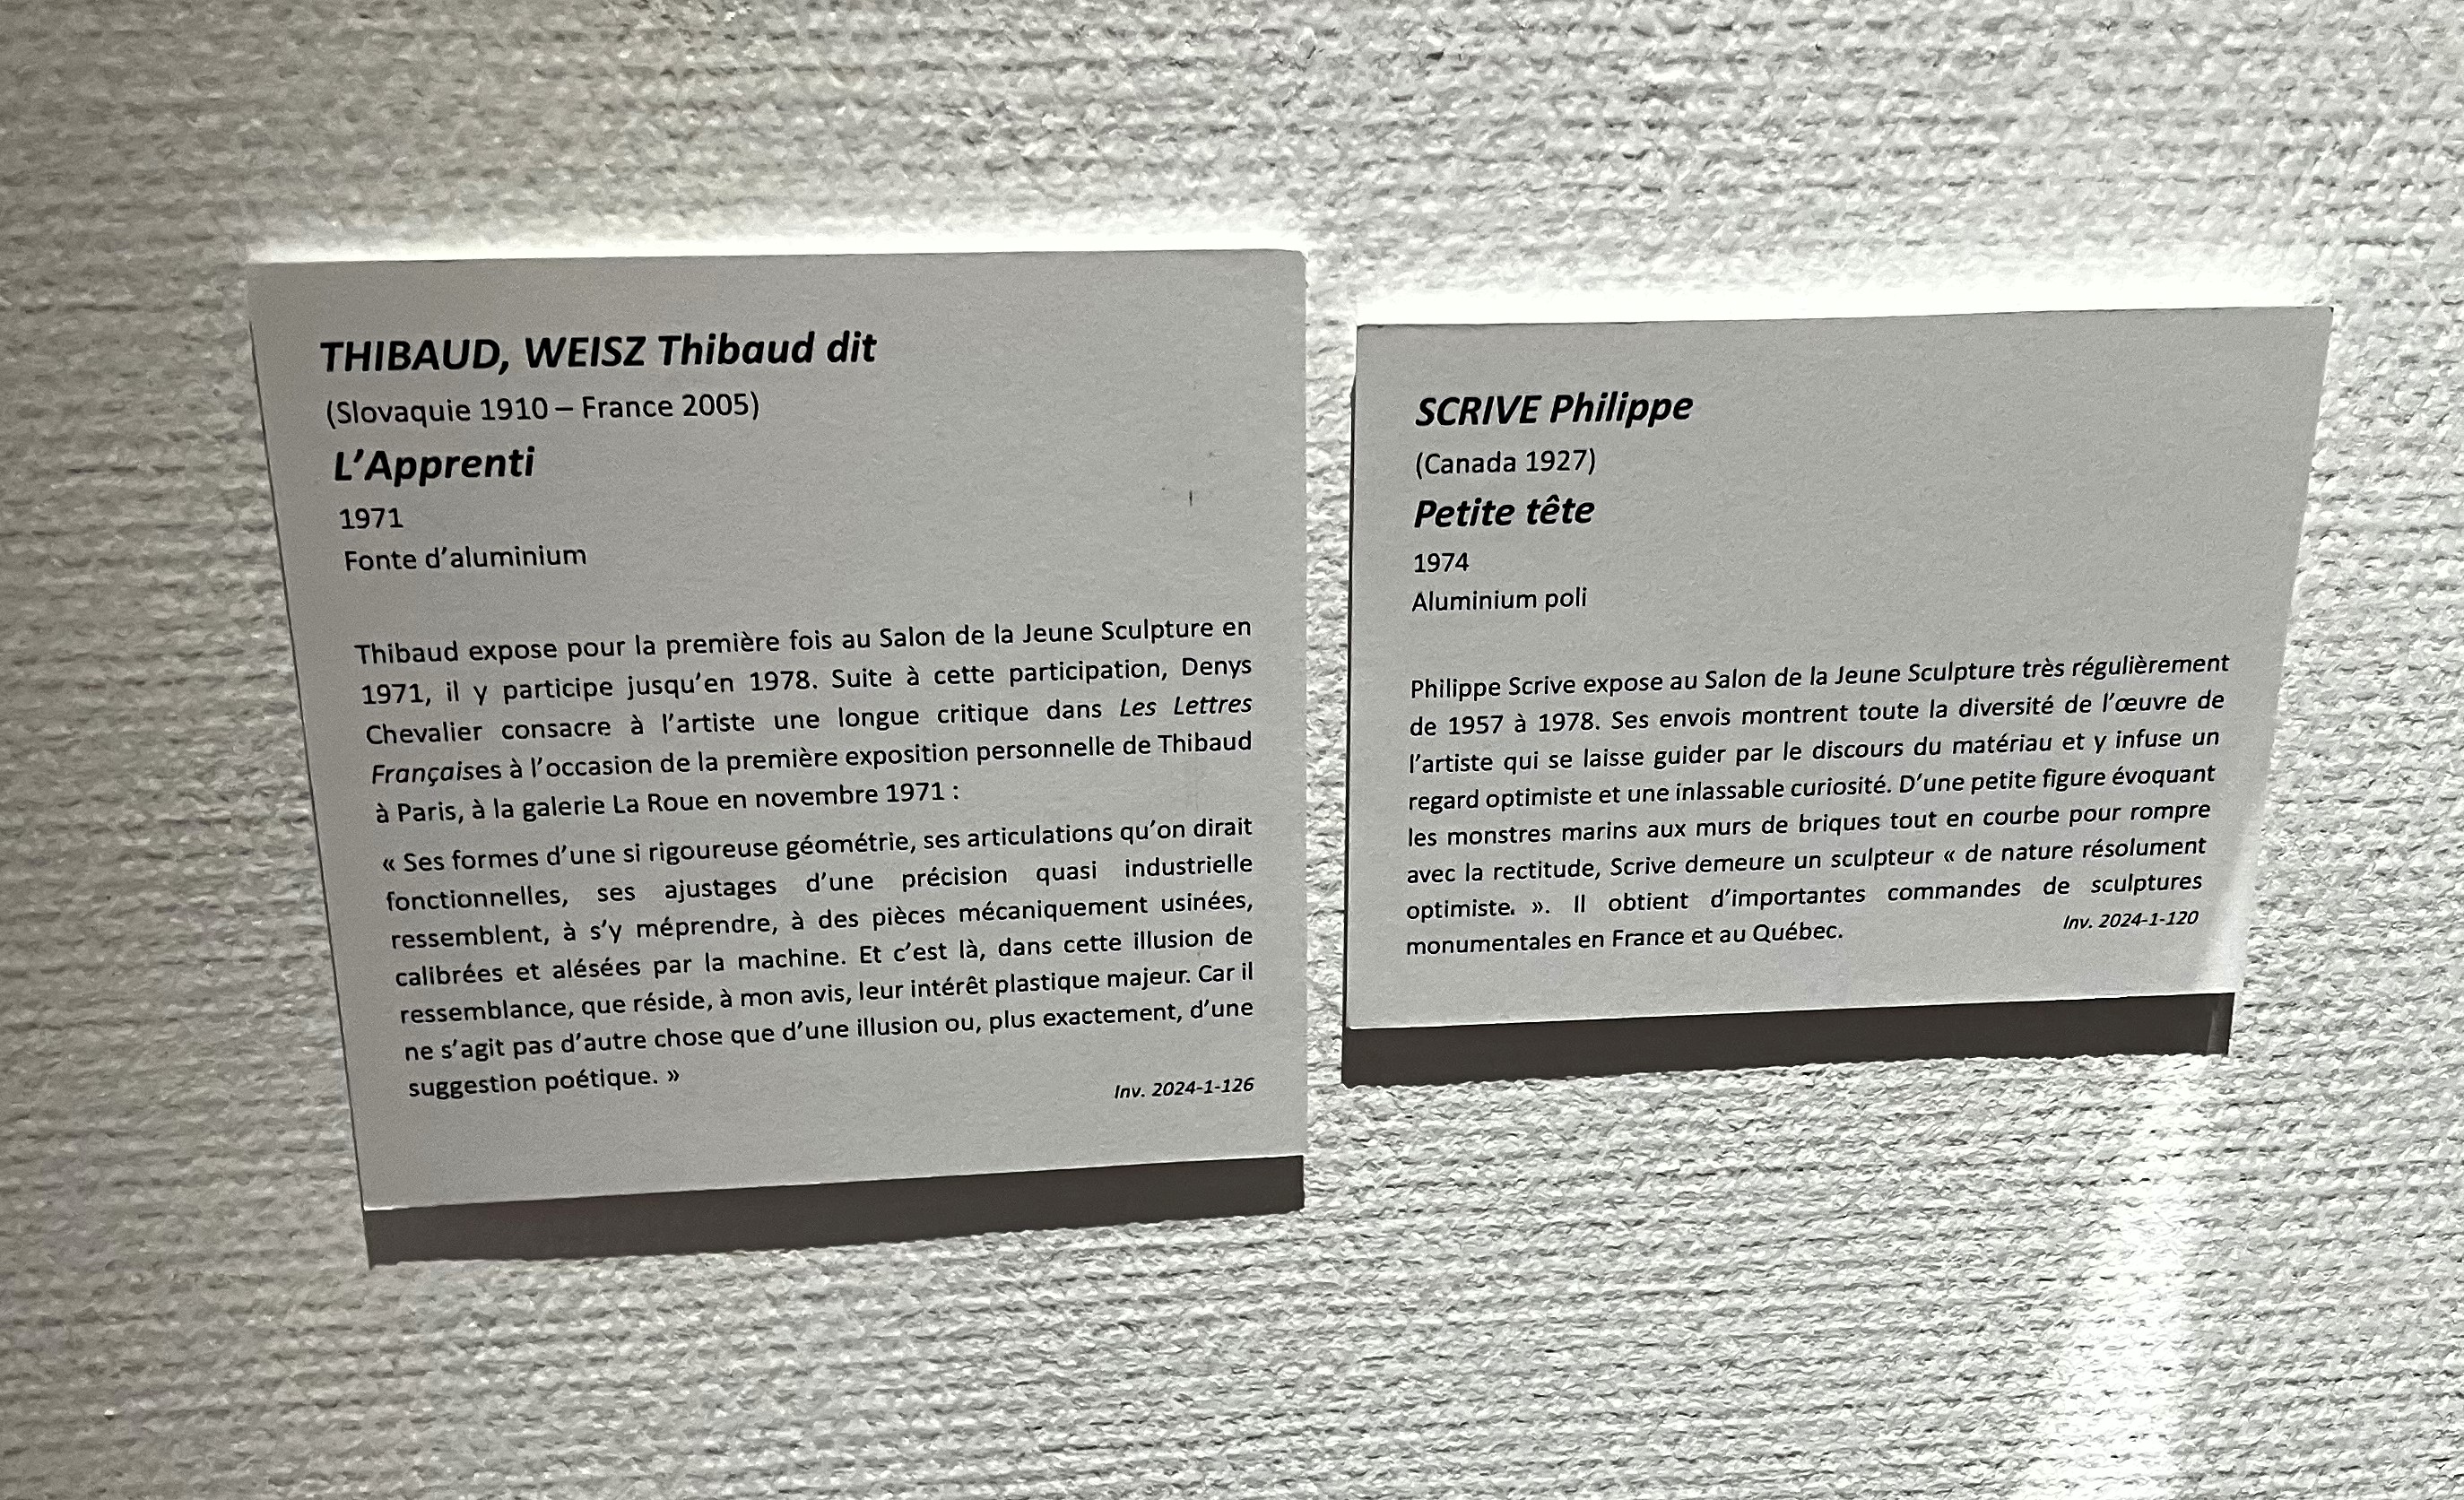 THIBAUD, WEISZ Thibaud dit
(Slovaquie 1910 – France 2005)
L'Apprenti
1971
Fonte d'aluminium
Thibaud expose pour la première fois au Salon de la Jeune Sculpture en
1971, il y participe jusqu'en 1978. Suite à cette participation, Denys
Chevalier consacre à l'artiste une longue critique dans Les Lettres
Françaises à l'occasion de la première exposition personnelle de Thibaud
à Paris, à la galerie La Roue en novembre 1971 :
« Ses formes d'une si rigoureuse géométrie, ses articulations qu'on dirait
fonctionnelles, ses ajustages d'une précision quasi industrielle
ressemblent, à s'y méprendre, à des pièces mécaniquement usinées,
calibrées et alésées par la machine. Et c'est là, dans cette illusion de
ressemblance, que réside, à mon avis, leur intérêt plastique majeur. Car il
ne s'agit pas d'autre chose que d'une illusion ou, plus exactement, d'une
suggestion poétique. »
Inv. 2024-1-126
SCRIVE Philippe
(Canada 1927)
Petite tête
1974
Aluminium poli
Philippe Scrive expose au Salon de la Jeune Sculpture très régulièrement
de 1957 à 1978. Ses envois montrent toute la diversité de l'œuvre de
l'artiste qui se laisse guider par le discours du matériau et y infuse un
regard optimiste et une inlassable curiosité. D'une petite figure évoquant
les monstres marins aux murs de briques tout en courbe pour rompre
avec la rectitude, Scrive demeure un sculpteur « de nature résolument
optimiste. ». Il obtient d'importantes commandes de sculptures
monumentales en France et au Québec.
Inv. 2024-1-120